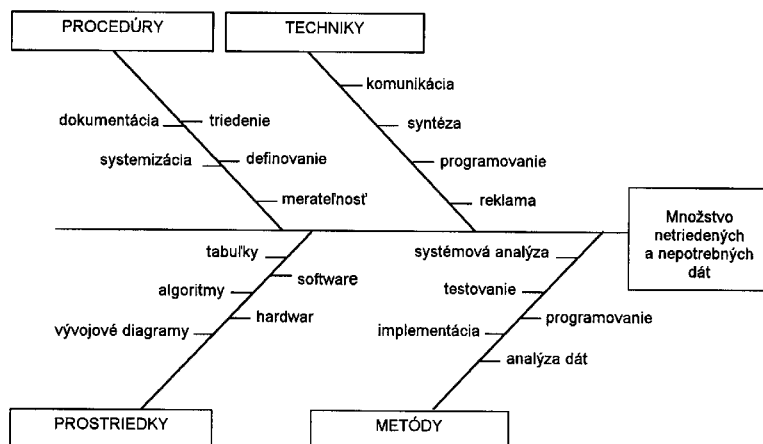 PROCEDÚRY
TECHNIKY
komunikácia
dokumentácia
triedenie
syntéza
systemizácia
definovanie
programovanie
merateľnosť
reklama
Množstvo
netriedených
a nepotrebných
dát
tabuľky
systémová analýza
software
algoritmy
testovanie
hardwar
programovanie
vývojové diagramy
implementácia
analýza dát
PROSTRIEDKY
METÓDY